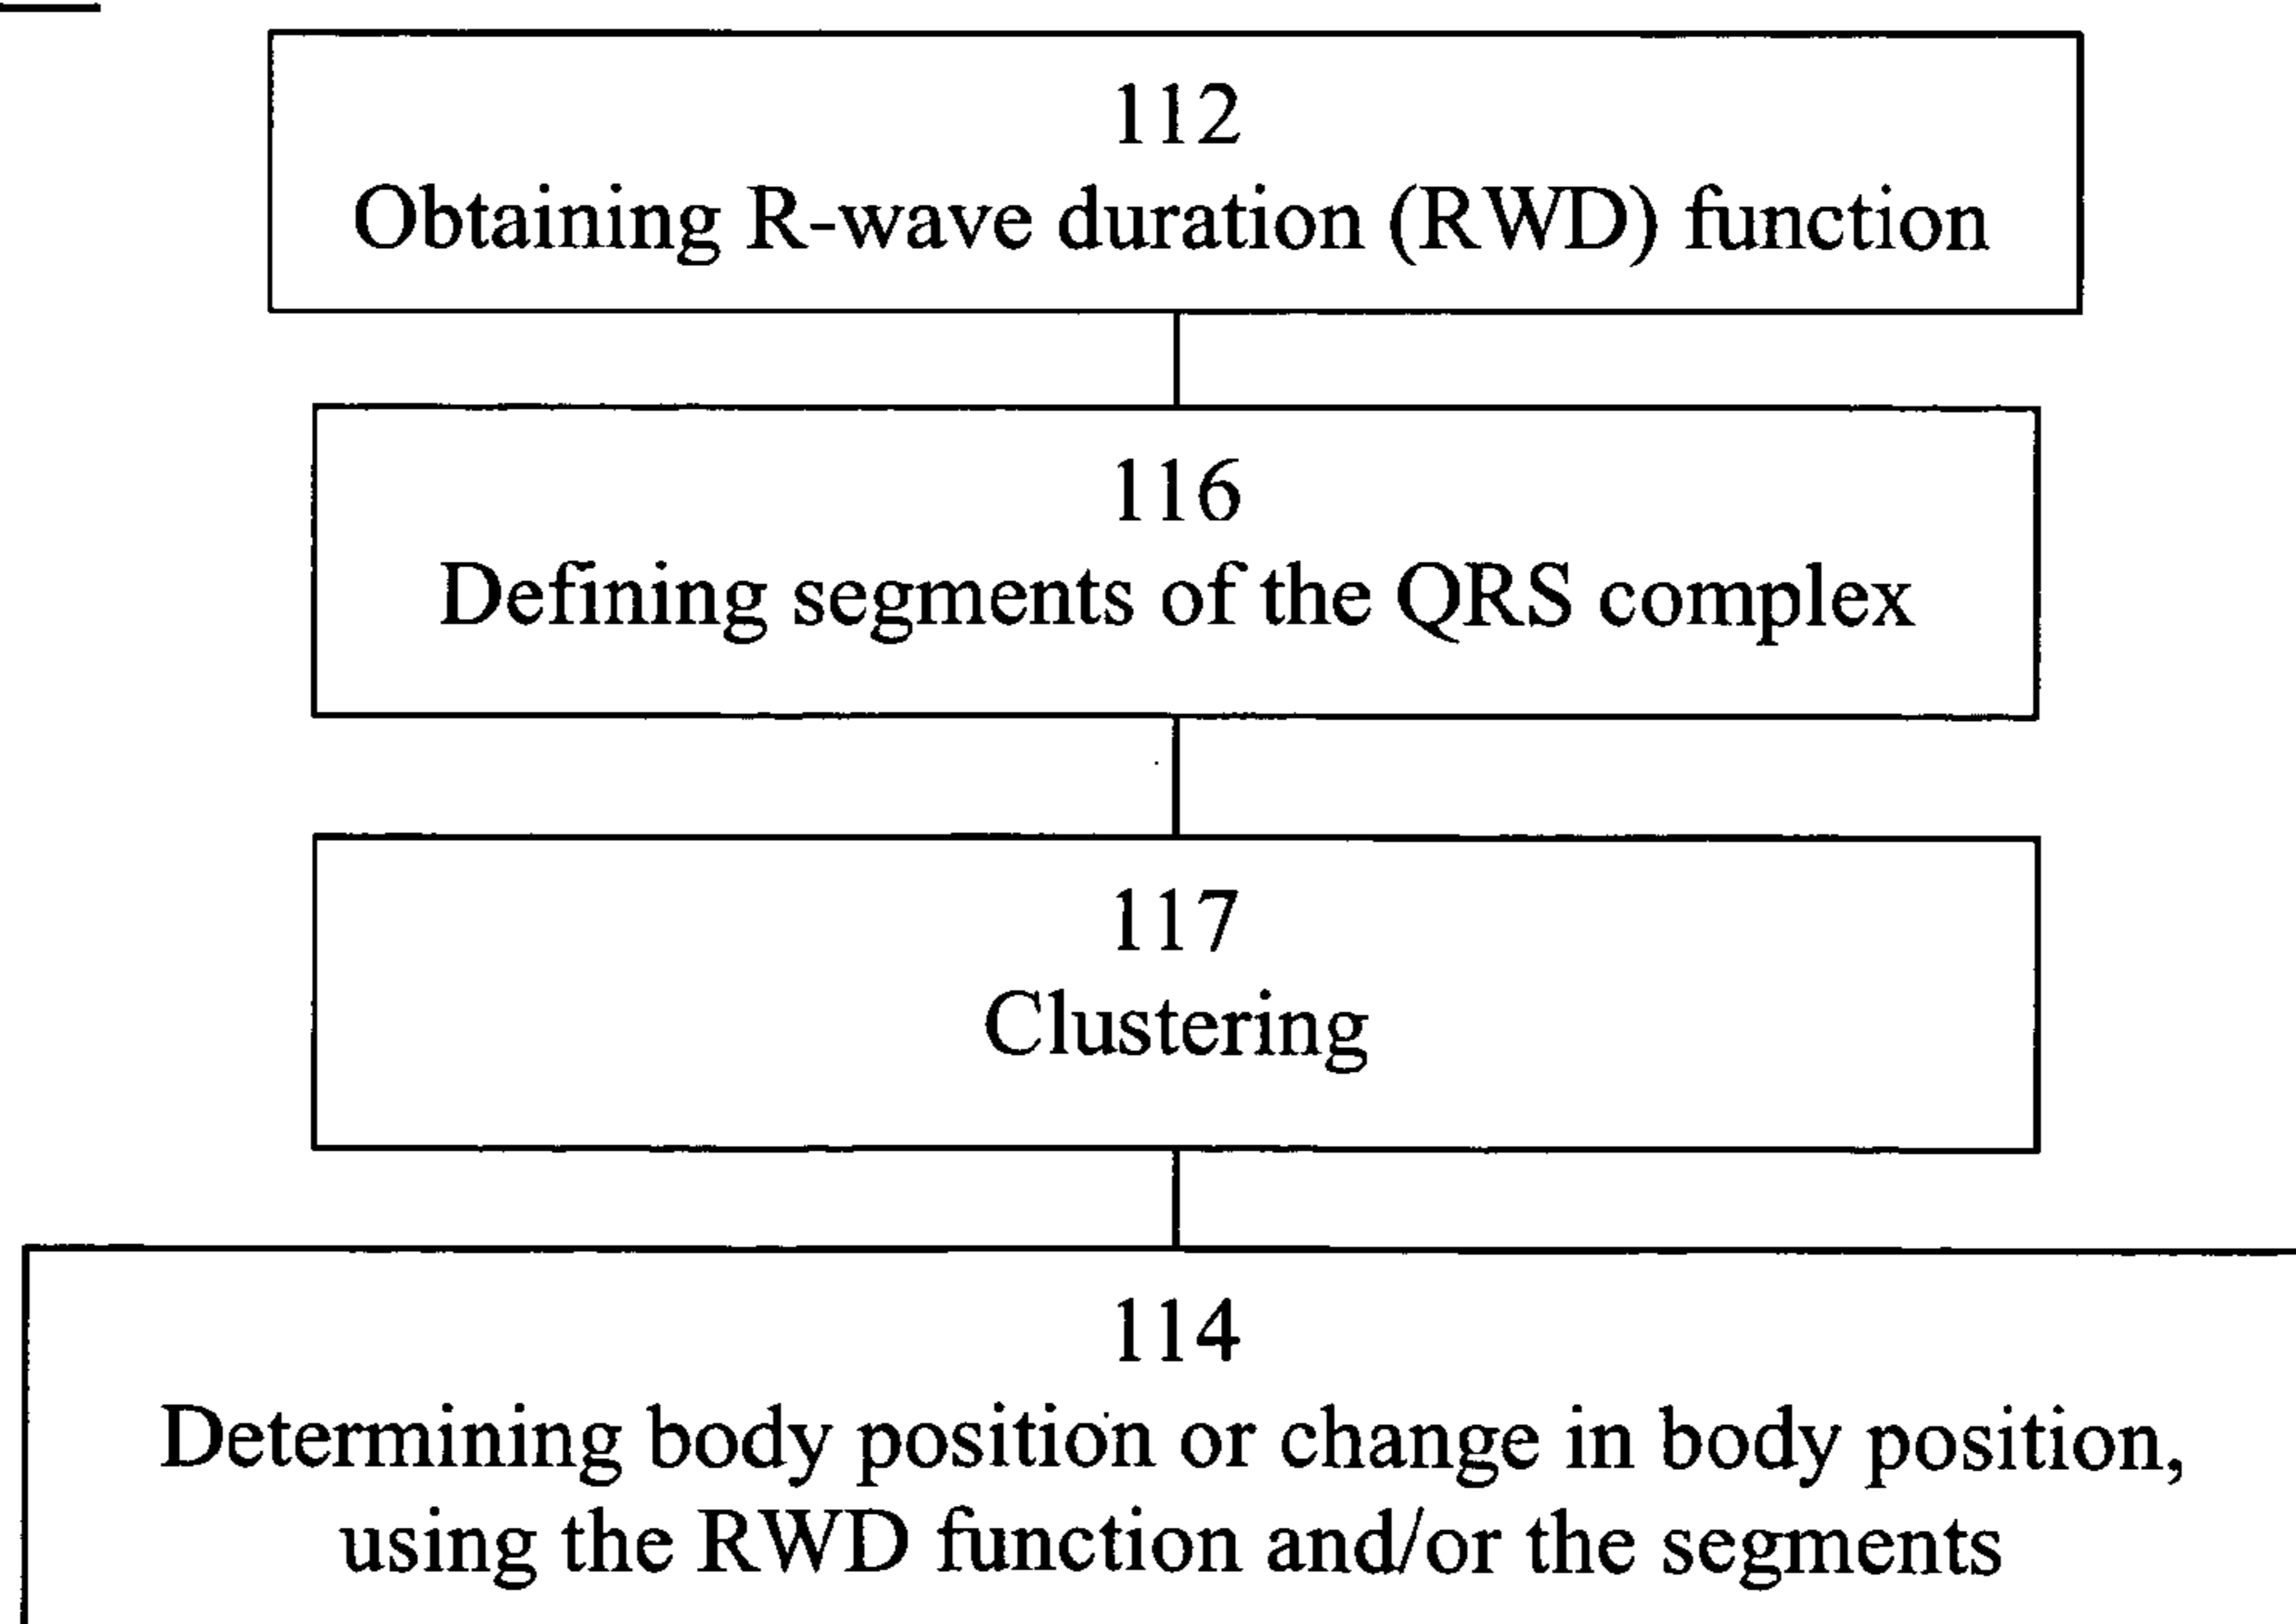 112
Obtaining R-wave duration (RWD) function
116
Defining segments of the QRS complex
117
Clustering
114
Determining body position or change in body position,
using the RWD function and/or the segments